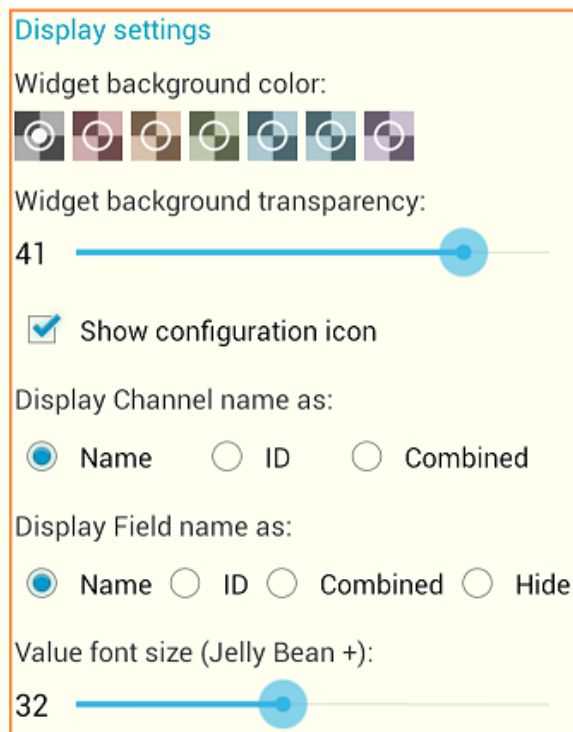 Display settings
Widget background color:
Widget background transparency:
41
Show configuration icon
Display Channel name as:
Name ID Combined
Display Field name as:
Name ID Combined Hide
Value font size (Jelly Bean +):
32